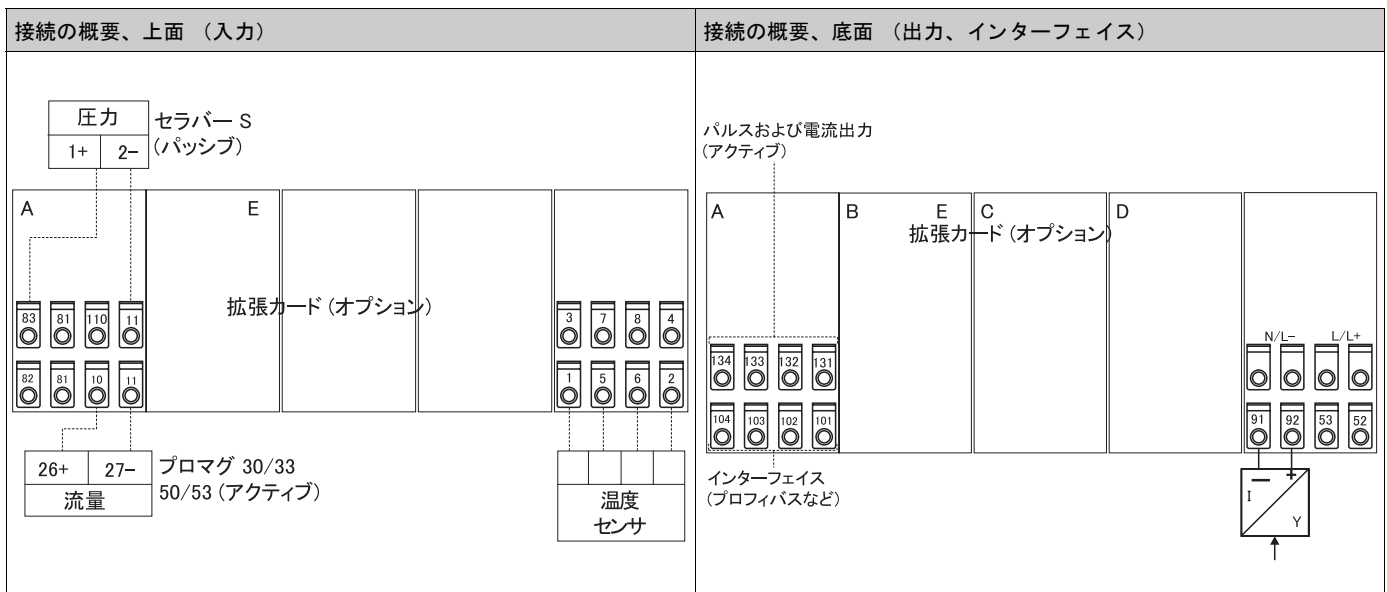 接続の概要、上面 (入力)
接続の概要、底面 (出力、インターフェイス)
圧力
1+ 2-
セラバー S
(パッシブ)
A E
拡張カード (オプション)
83 81 110 11
82 81 10 11
3 7 8 4
1 5 6 2
26+ 27-
流量
プロマグ 30/33
50/53 (アクティブ)
温度
センサ
パルスおよび電流出力
(アクティブ)
A B E C D
拡張カード (オプション)
134 133 132 131
104 103 102 101
インターフェイス
(プロフィバスなど)
N/L- L/L+
91 92 53 52
- +
I
Y